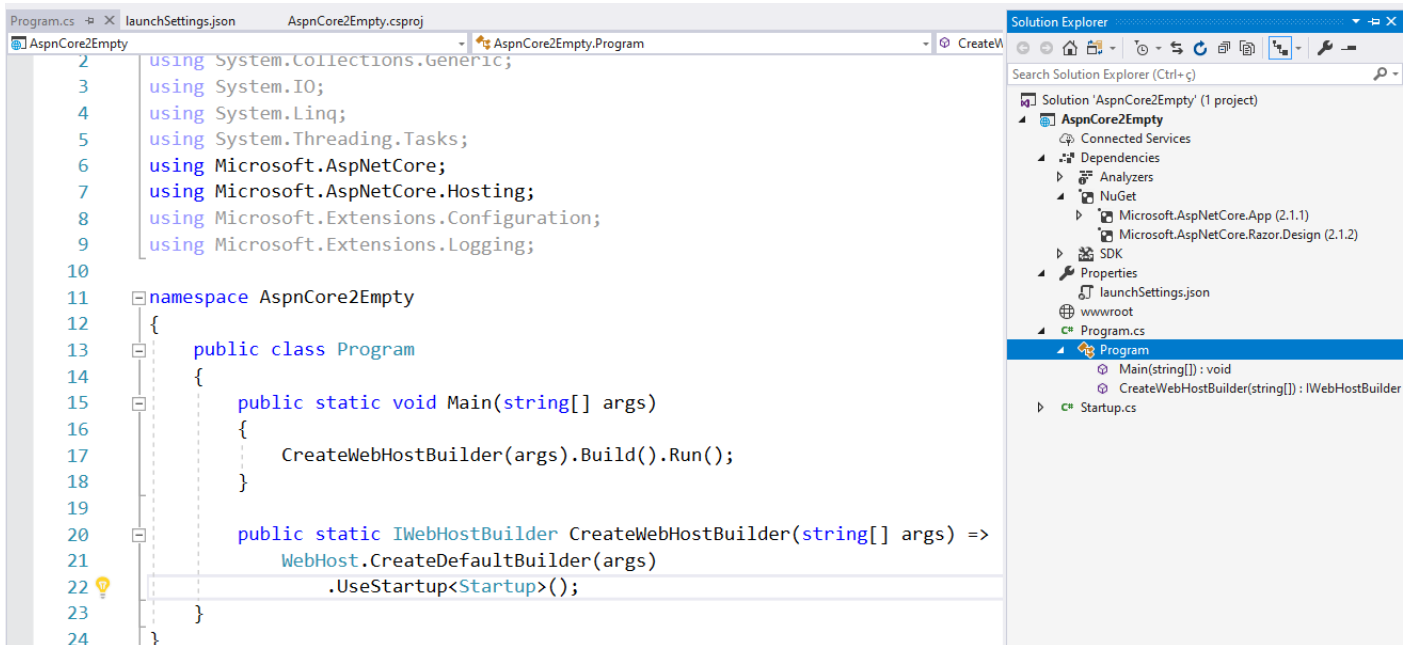 Program.cs launchSettings.json AspnCore2Empty.csproj
AspnCore2Empty AspnCore2Empty.Program CreateW
2 using System.Collections.Generic;
3 using System.IO;
4 using System.Linq;
5 using System.Threading.Tasks;
6 using Microsoft.AspNetCore;
7 using Microsoft.AspNetCore.Hosting;
8 using Microsoft.Extensions.Configuration;
9 using Microsoft.Extensions.Logging;
10
11 namespace AspnCore2Empty
12 {
13 public class Program
14 {
15 public static void Main(string[] args)
16 {
17 CreateWebHostBuilder(args).Build().Run();
18 }
19
20 public static IWebHostBuilder CreateWebHostBuilder(string[] args) =>
21 WebHost.CreateDefaultBuilder(args)
22 .UseStartup<Startup>();
23 }
24 }
Solution Explorer
Search Solution Explorer (Ctrl+ç)
Solution 'AspnCore2Empty' (1 project)
AspnCore2Empty
Connected Services
Dependencies
Analyzers
NuGet
Microsoft.AspNetCore.App (2.1.1)
Microsoft.AspNetCore.Razor.Design (2.1.2)
SDK
Properties
launchSettings.json
wwwroot
C# Program.cs
Program
Main(string[]) : void
CreateWebHostBuilder(string[]) : IWebHostBuilder
C# Startup.cs